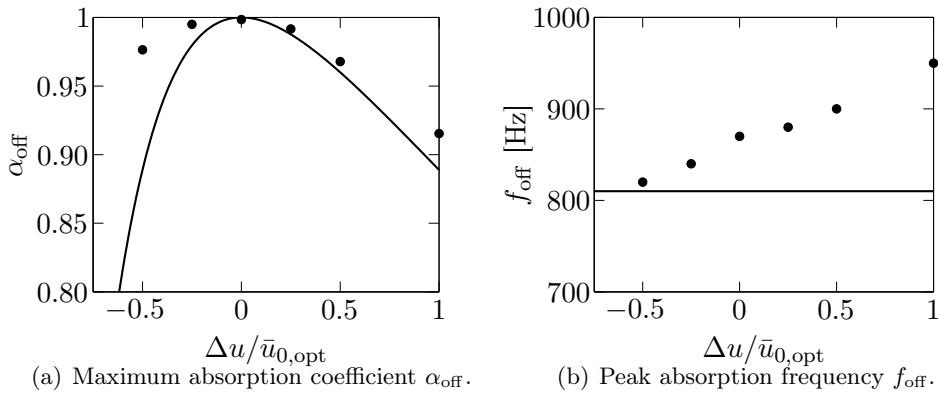 1
0.95
0.90
0.85
0.80
α_off
−0.5
0
0.5
1
Δu/ū_0,opt
(a) Maximum absorption coefficient α_off.
1000
900
800
700
f_off [Hz]
−0.5
0
0.5
1
Δu/ū_0,opt
(b) Peak absorption frequency f_off.